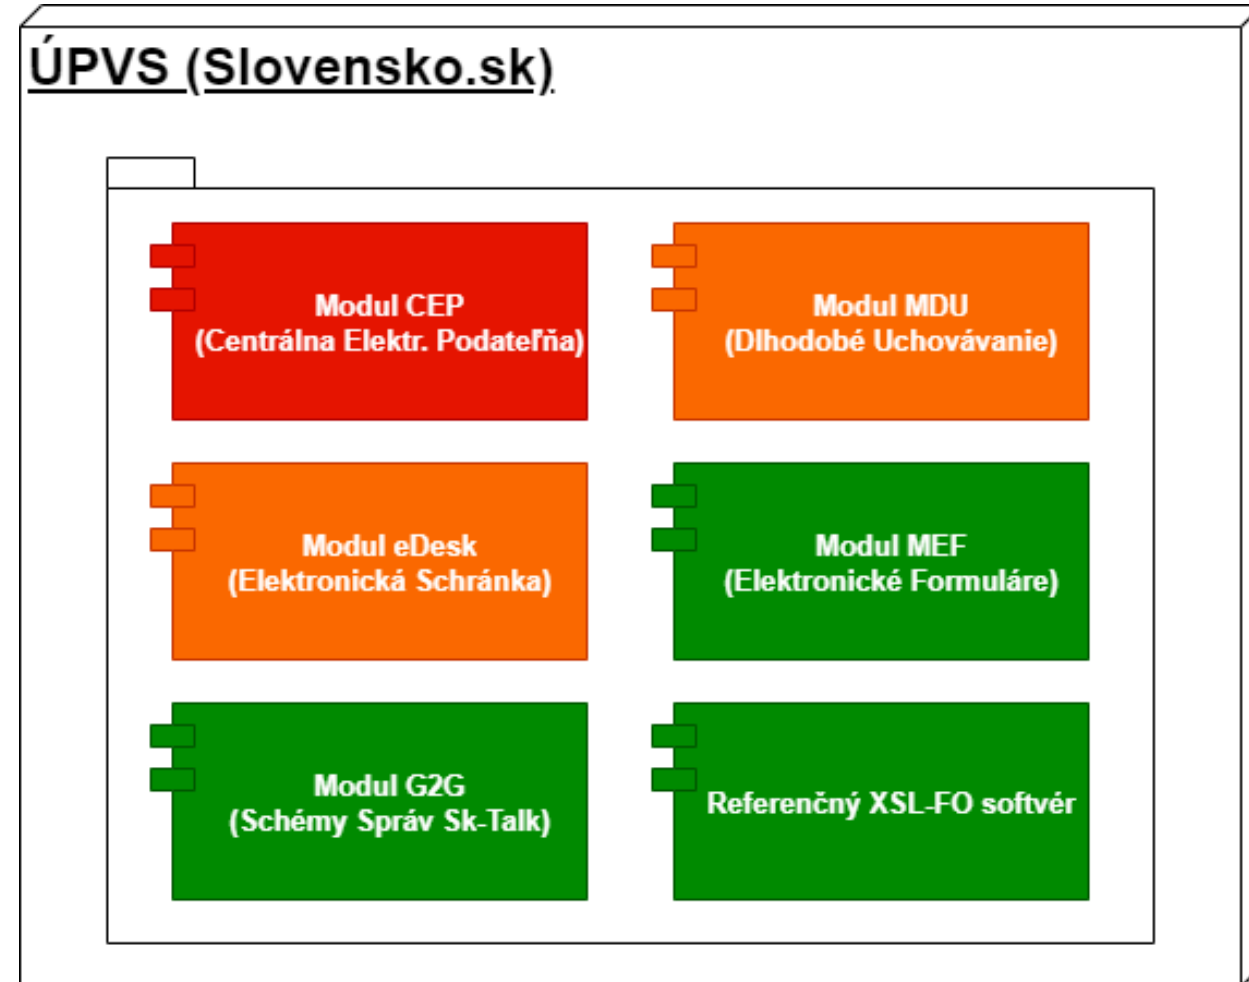 ÚPVS (Slovensko.sk)
Modul CEP
(Centrálna Elektr. Podateľňa)
Modul MDU
(Dlhodobé Uchovávanie)
Modul eDesk
(Elektronická Schránka)
Modul MEF
(Elektronické Formuláre)
Modul G2G
(Schémy Správ Sk-Talk)
Referenčný XSL-FO softvér